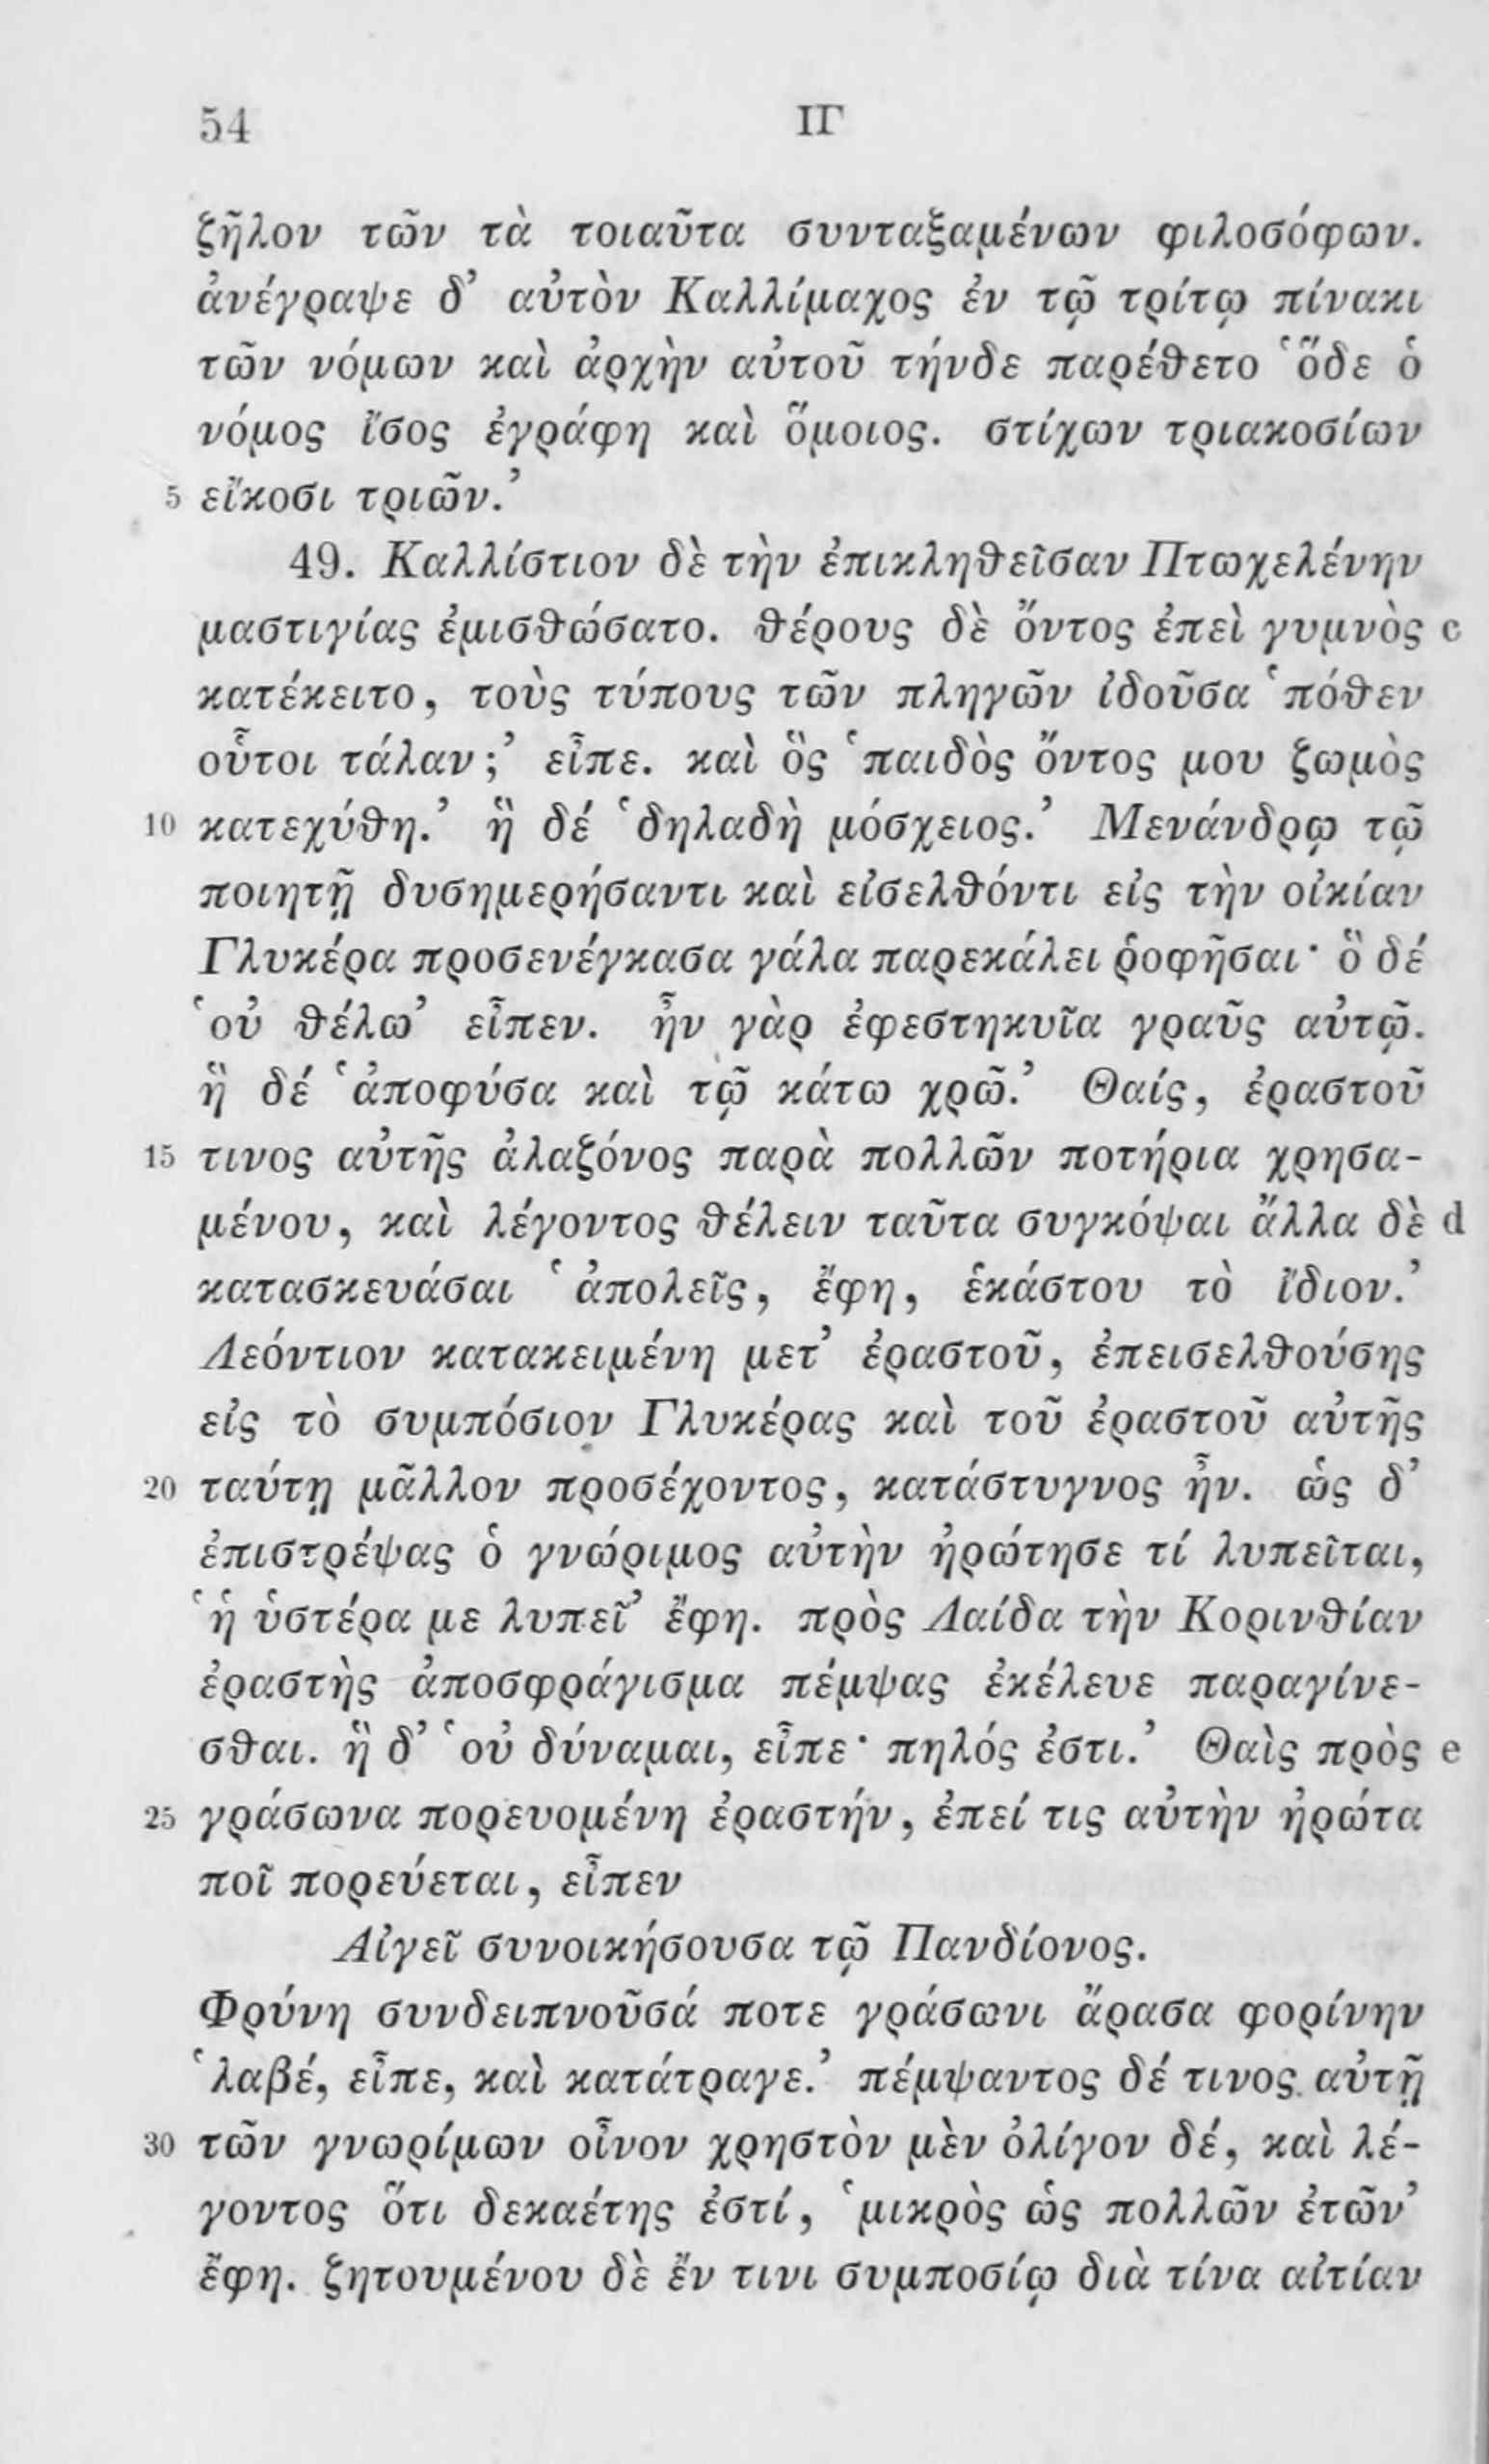 54 ΙΓ
ζῆλον τῶν τὰ τοιαῦτα συνταξαμένων φιλοσόφων.
ἀνέγραψε δ’ αὐτὸν Καλλίμαχος ἐν τῷ τρίτῳ πίνακι
τῶν νόμων καὶ ἀρχὴν αὐτοῦ τήνδε παρέθετο ‘ὅδε ὁ
νόμος ἴσος ἐγράφη καὶ ὅμοιος. στίχων τριακοσίων
5 εἴκοσι τριῶν.’
49. Καλλίστιον δὲ τὴν ἐπικληθεῖσαν Πτωχελένην
μαστιγίας ἐμισθώσατο. θέρους δὲ ὄντος ἐπεὶ γυμνὸς c
κατέκειτο, τοὺς τύπους τῶν πληγῶν ἰδοῦσα ‘πόθεν
οὗτοι τάλαν;’ εἶπε. καὶ ὃς ‘παιδὸς ὄντος μου ζωμὸς
10 κατεχύθη.’ ἣ δέ ‘δηλαδὴ μόσχειος.’ Μενάνδρῳ τῷ
ποιητῇ δυσημερήσαντι καὶ εἰσελθόντι εἰς τὴν οἰκίαν
Γλυκέρα προσενέγκασα γάλα παρεκάλει ῥοφῆσαι· ὃ δέ
‘οὐ θέλω’ εἶπεν. ἦν γὰρ ἐφεστηκυῖα γραῦς αὐτῷ.
ἣ δέ ‘ἀποφύσα καὶ τῷ κάτω χρῶ.’ Θαίς, ἐραστοῦ
15 τινος αὐτῆς ἀλαζόνος παρὰ πολλῶν ποτήρια χρησα-
μένου, καὶ λέγοντος θέλειν ταῦτα συγκόψαι ἄλλα δὲ d
κατασκευάσαι ‘ἀπολεῖς, ἔφη, ἑκάστου τὸ ἴδιον.’
Λεόντιον κατακειμένη μετ’ ἐραστοῦ, ἐπεισελθούσης
εἰς τὸ συμπόσιον Γλυκέρας καὶ τοῦ ἐραστοῦ αὐτῆς
20 ταύτῃ μᾶλλον προσέχοντος, κατάστυγνος ἦν. ὡς δ’
ἐπιστρέψας ὁ γνώριμος αὐτὴν ἠρώτησε τί λυπεῖται,
‘ἡ ὑστέρα με λυπεῖ’ ἔφη. πρὸς Λαίδα τὴν Κορινθίαν
ἐραστὴς ἀποσφράγισμα πέμψας ἐκέλευε παραγίνε-
σθαι. ἣ δ’ ‘οὐ δύναμαι, εἶπε· πηλός ἐστι.’ Θαὶς πρὸς e
25 γράσωνα πορευομένη ἐραστήν, ἐπεί τις αὐτὴν ἠρώτα
ποῖ πορεύεται, εἶπεν
Αἰγεῖ συνοικήσουσα τῷ Πανδίονος.
Φρύνη συνδειπνοῦσά ποτε γράσωνι ἄρασα φορίνην
‘λαβέ, εἶπε, καὶ κατάτραγε.’ πέμψαντος δέ τινος αὐτῇ
30 τῶν γνωρίμων οἶνον χρηστὸν μὲν ὀλίγον δέ, καὶ λέ-
γοντος ὅτι δεκαέτης ἐστί, ‘μικρὸς ὡς πολλῶν ἐτῶν’
ἔφη. ζητουμένου δὲ ἔν τινι συμποσίῳ διὰ τίνα αἰτίαν